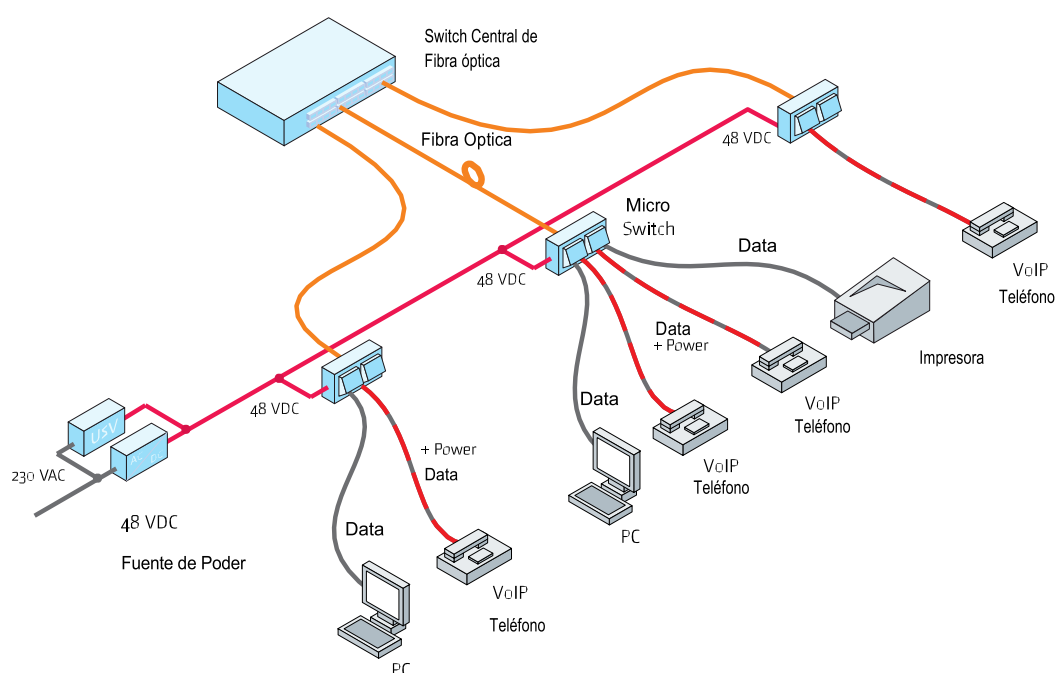 Switch Central de
Fibra óptica
Fibra Optica
48 VDC
Micro
Switch
Data
VoIP
Teléfono
48 VDC
Data
+ Power
Impresora
VoIP
Teléfono
48 VDC
Data
USV
230 VAC
+ Power
Data
VoIP
Teléfono
48 VDC
Data
PC
Fuente de Poder
VoIP
Teléfono
PC